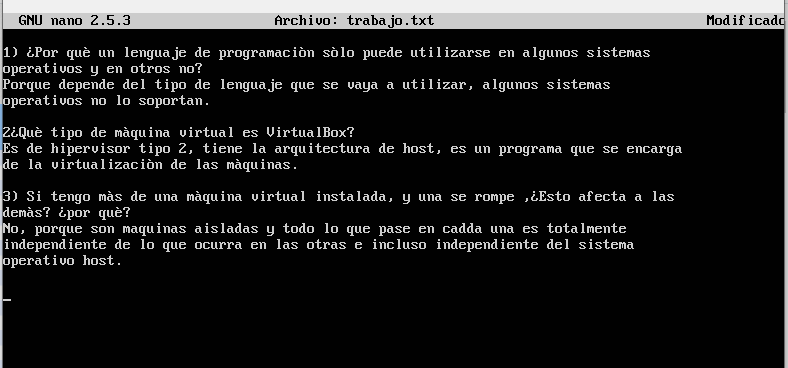 GNU nano 2.5.3 Archivo: trabajo.txt Modificado
1) ¿Por què un lenguaje de programaciòn sòlo puede utilizarse en algunos sistemas
operativos y en otros no?
Porque depende del tipo de lenguaje que se vaya a utilizar, algunos sistemas
operativos no lo soportan.
2¿Què tipo de màquina virtual es VirtualBox?
Es de hipervisor tipo 2, tiene la arquitectura de host, es un programa que se encarga
de la virtualizaciòn de las màquinas.
3) Si tengo màs de una màquina virtual instalada, y una se rompe ,¿Esto afecta a las
demàs? ¿por què?
No, porque son maquinas aisladas y todo lo que pase en cadda una es totalmente
independiente de lo que ocurra en las otras e incluso independiente del sistema
operativo host.